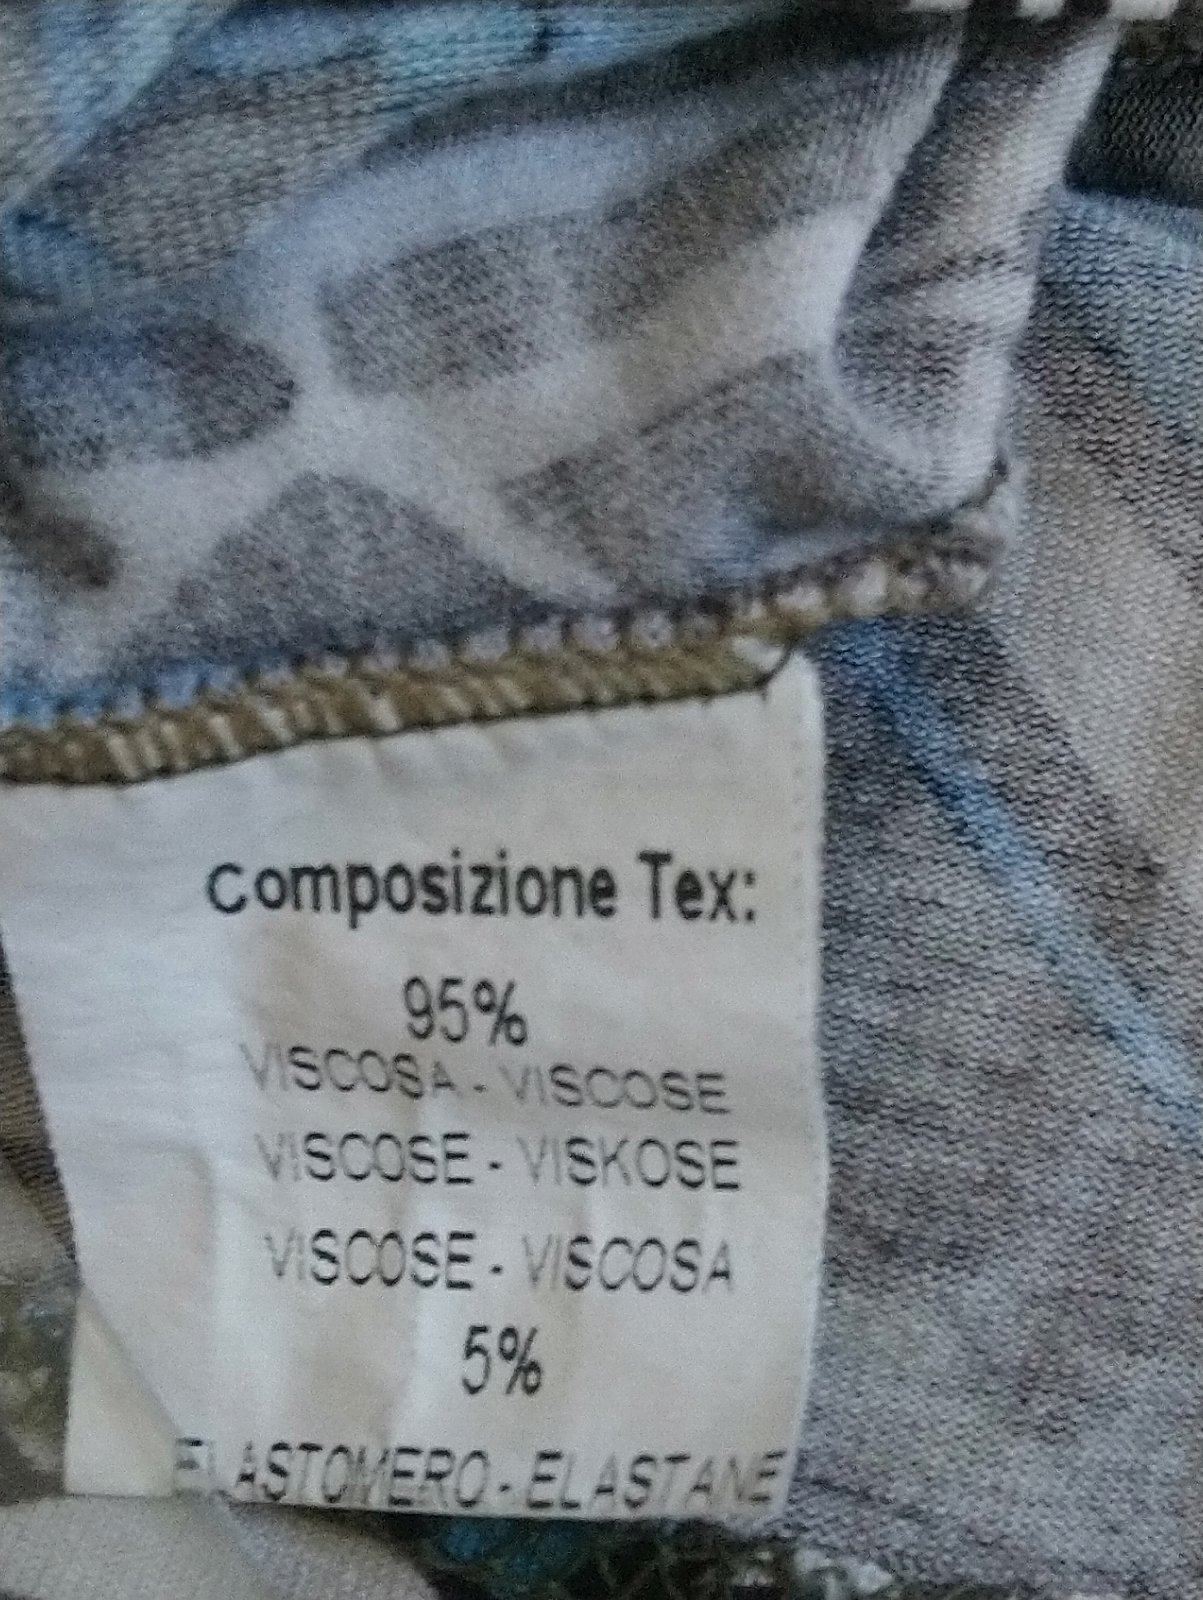 Composizione Tex:
95%
VISCOSA - VISCOSE
VISCOSE - VISKOSE
VISCOSE - VISCOSA
5%
ELASTOMERO - ELASTANE